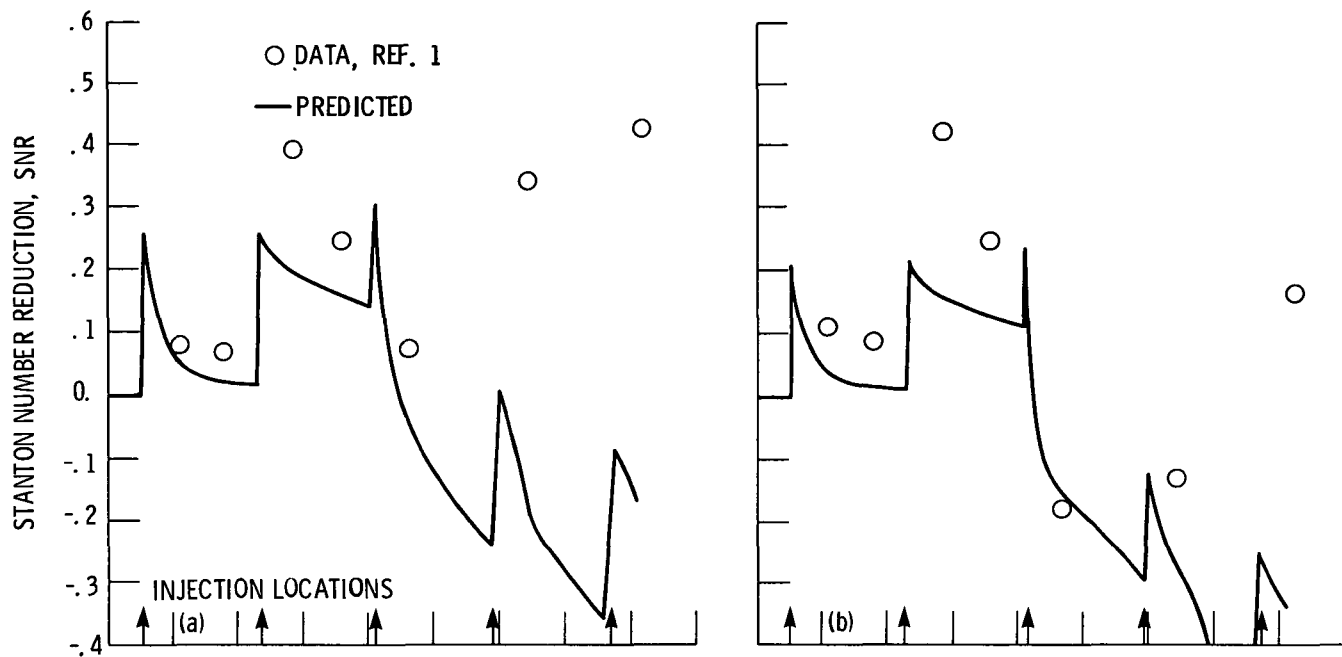 .6
.5
.4
.3
.2
.1
0.
-.1
-.2
-.3
-.4
STANTON NUMBER REDUCTION, SNR
DATA, REF. 1
PREDICTED
INJECTION LOCATIONS
(a)
(b)